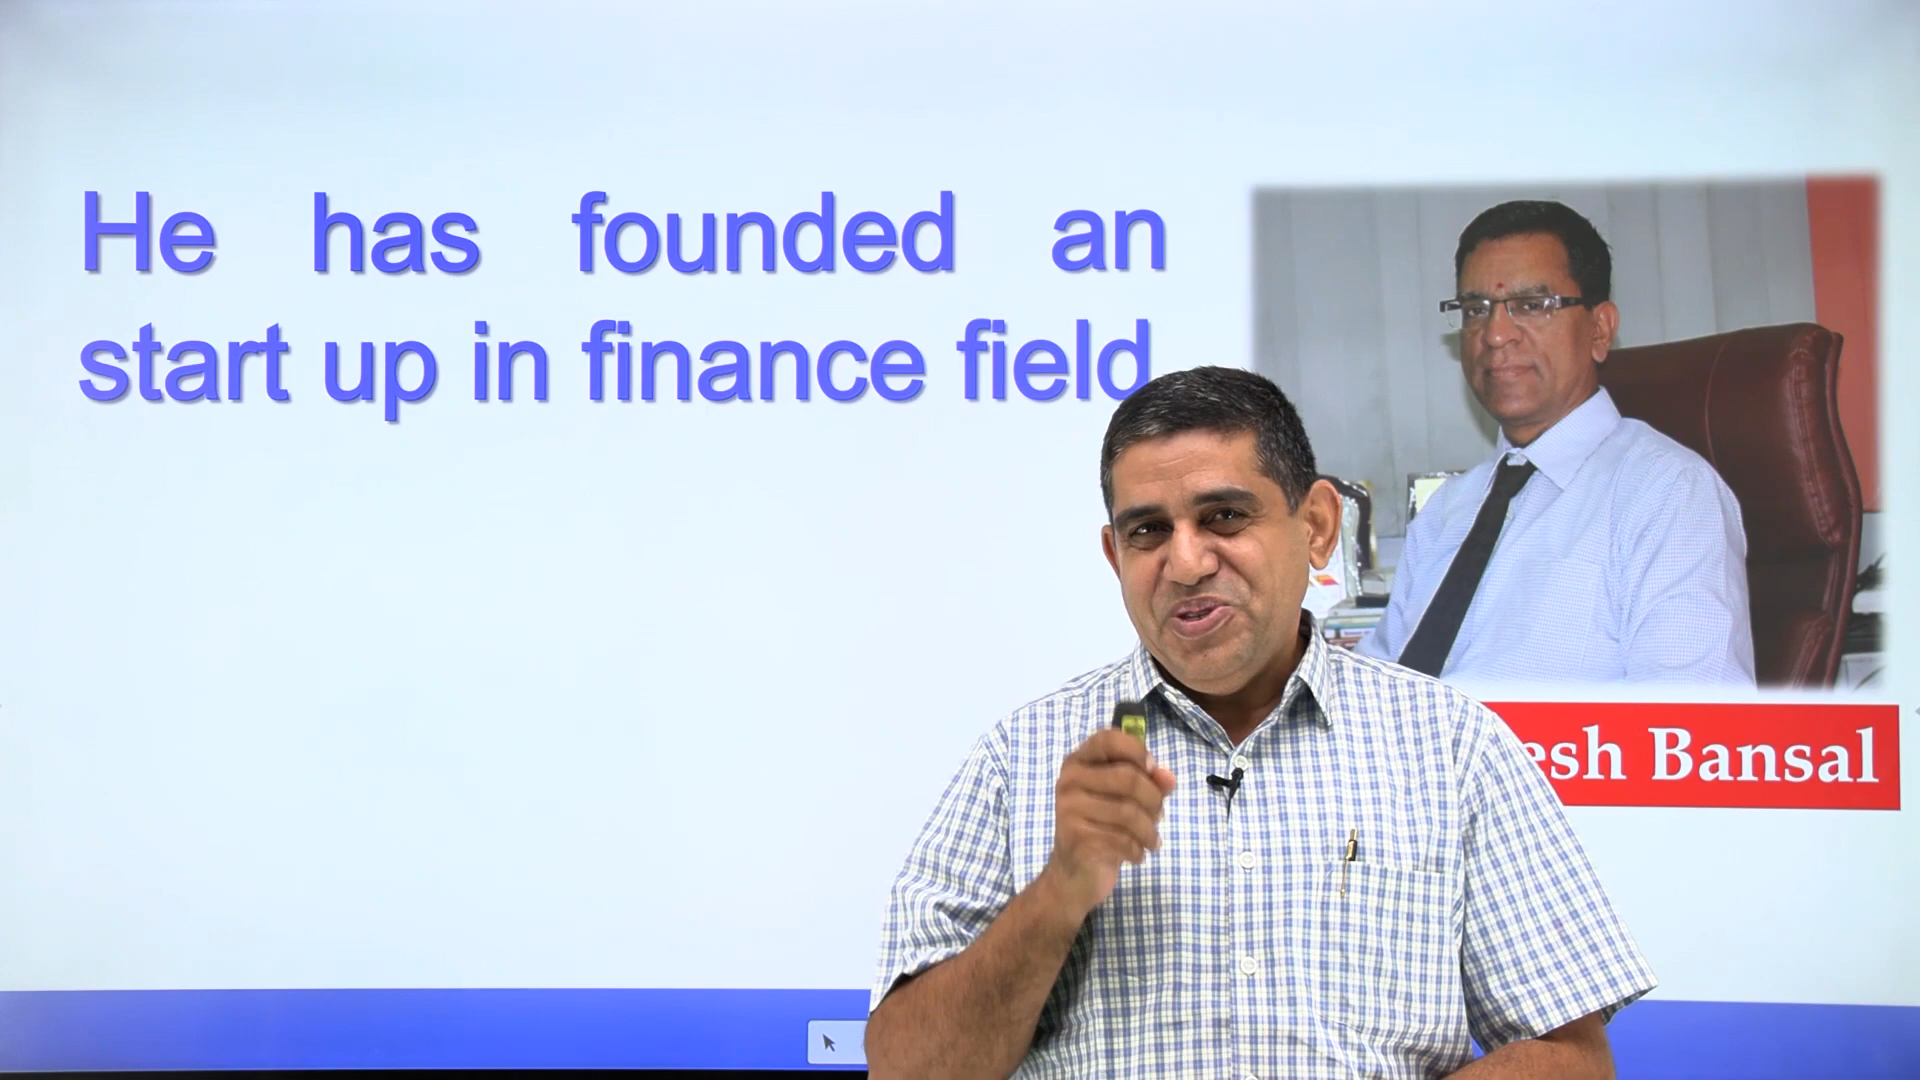 He has founded an
start up in finance field
esh Bansal